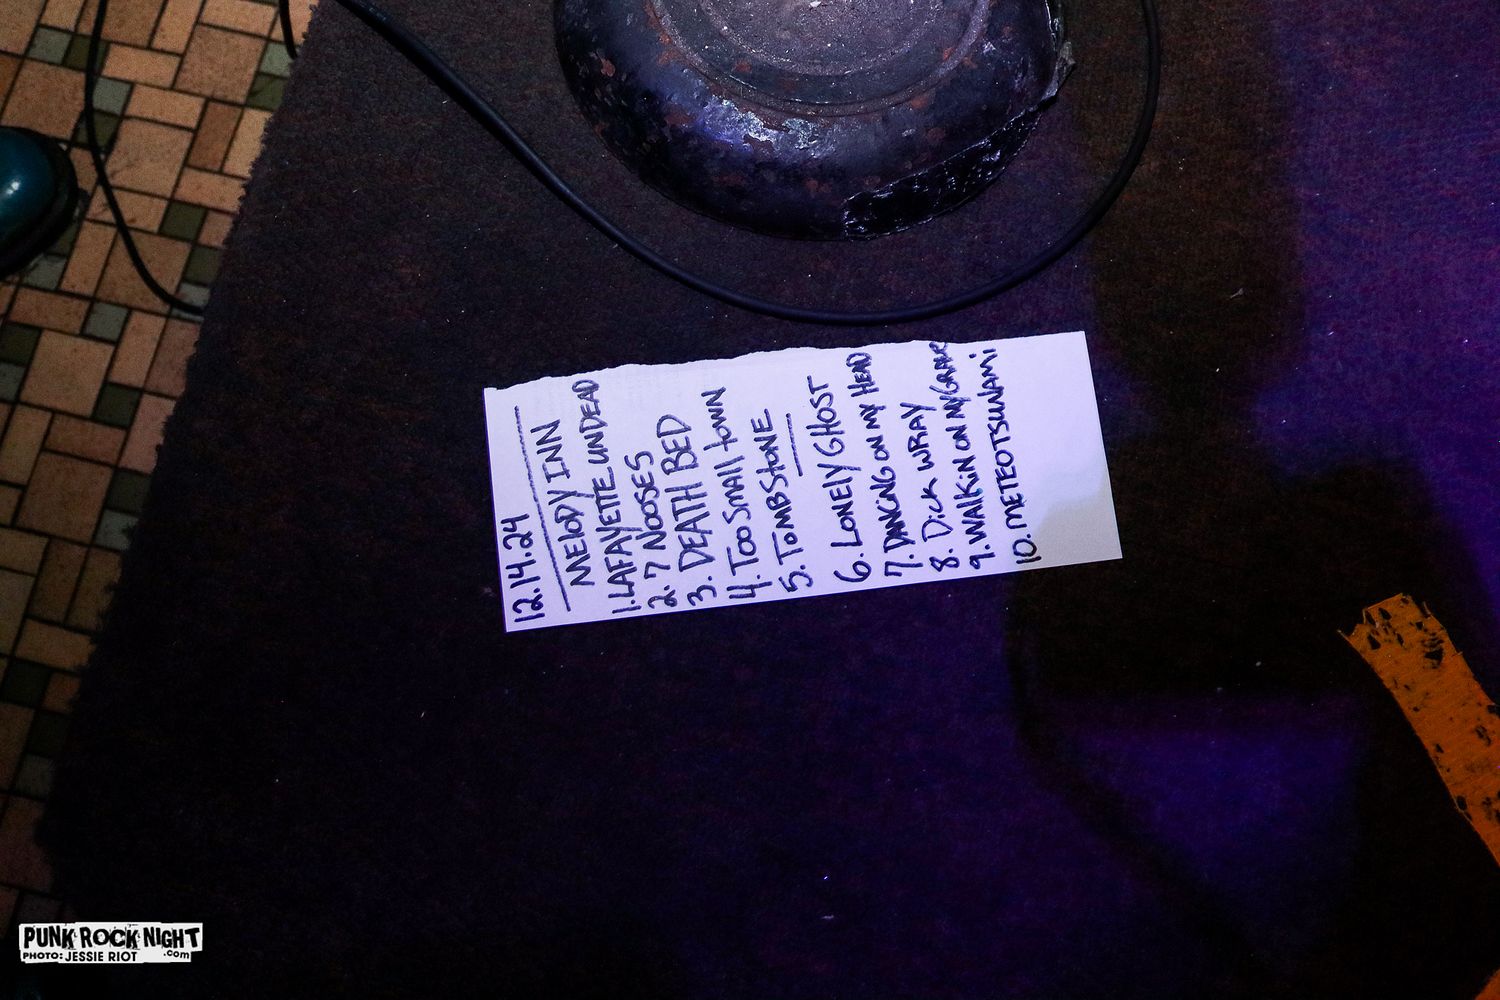 12.14.24
MELODY INN
1. LAFAYETTE UNDEAD
2. 7 NOOSES
3. DEATH BED
4. TOO SMALL TOWN
5. TOMBSTONE
6. LONELY GHOST
7. DANCING ON MY HEAD
8. DICK WRAY
9. WALKIN ON MY GRAVE
10. METEOTSUNAMI
PUNK ROCK NIGHT
.com
PHOTO: JESSIE RIOT